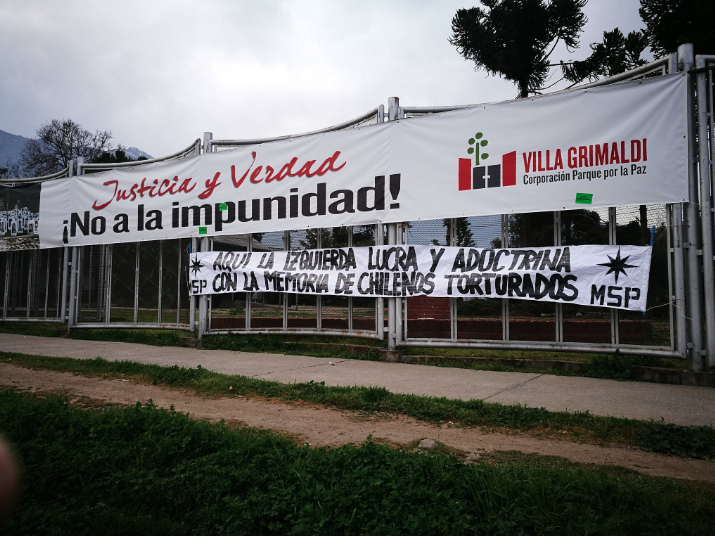 Justicia y Verdad
¡No a la impunidad!
VILLA GRIMALDI
Corporación Parque por la Paz
AQUI LA IZQUIERDA LUCRA Y ADOCTRINA
CON LA MEMORIA DE CHILENOS TORTURADOS
MSP
MSP